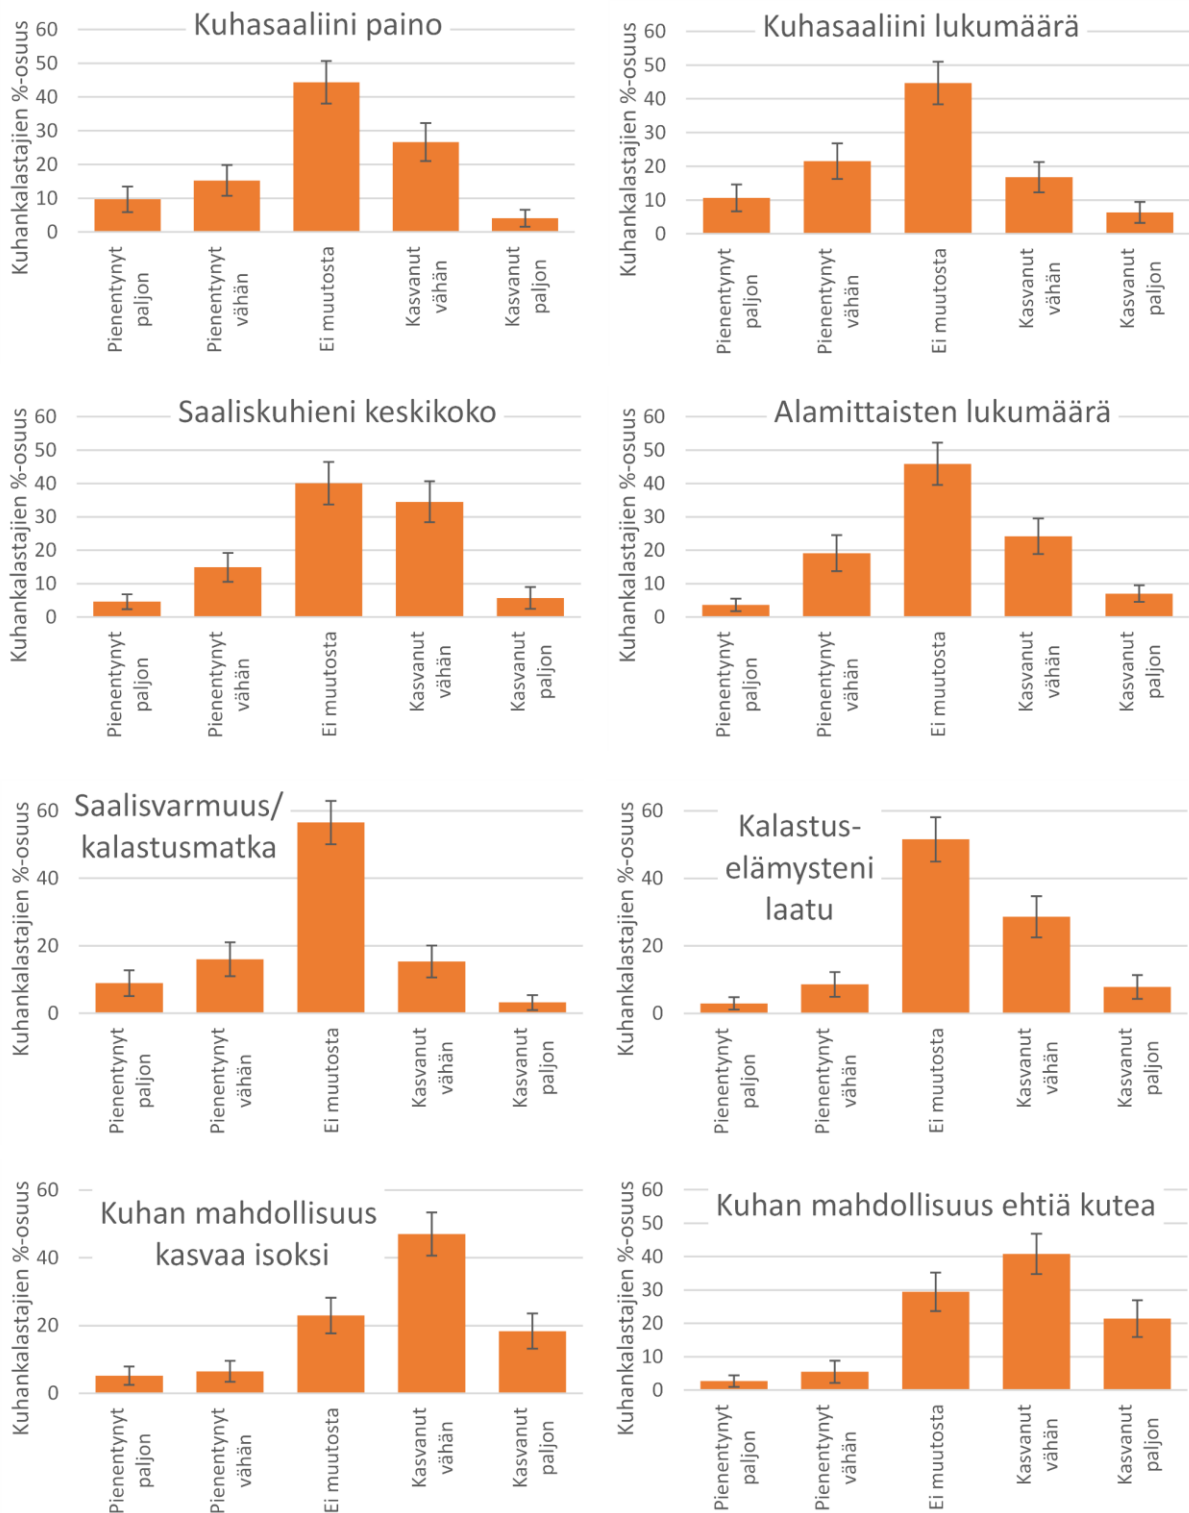 Kuhasaaliini paino
Kuhankalastajien %-osuus
60
50
40
30
20
10
0
Pienentynyt
paljon
Pienentynyt
vähän
Ei muutosta
Kasvanut
vähän
Kasvanut
paljon
Kuhasaaliini lukumäärä
Kuhankalastajien %-osuus
60
50
40
30
20
10
0
Pienentynyt
paljon
Pienentynyt
vähän
Ei muutosta
Kasvanut
vähän
Kasvanut
paljon
Saaliskuhieni keskikoko
Kuhankalastajien %-osuus
60
50
40
30
20
10
0
Pienentynyt
paljon
Pienentynyt
vähän
Ei muutosta
Kasvanut
vähän
Kasvanut
paljon
Alamittaisten lukumäärä
Kuhankalastajien %-osuus
60
50
40
30
20
10
0
Pienentynyt
paljon
Pienentynyt
vähän
Ei muutosta
Kasvanut
vähän
Kasvanut
paljon
Saalisvarmuus/
kalastusmatka
Kuhankalastajien %-osuus
60
40
20
0
Pienentynyt
paljon
Pienentynyt
vähän
Ei muutosta
Kasvanut
vähän
Kasvanut
paljon
Kalastus-
elämysteni
laatu
Kuhankalastajien %-osuus
60
40
20
0
Pienentynyt
paljon
Pienentynyt
vähän
Ei muutosta
Kasvanut
vähän
Kasvanut
paljon
Kuhan mahdollisuus
kasvaa isoksi
Kuhankalastajien %-osuus
60
40
20
0
Pienentynyt
paljon
Pienentynyt
vähän
Ei muutosta
Kasvanut
vähän
Kasvanut
paljon
Kuhan mahdollisuus ehtiä kutea
Kuhankalastajien %-osuus
60
50
40
30
20
10
0
Pienentynyt
paljon
Pienentynyt
vähän
Ei muutosta
Kasvanut
vähän
Kasvanut
paljon